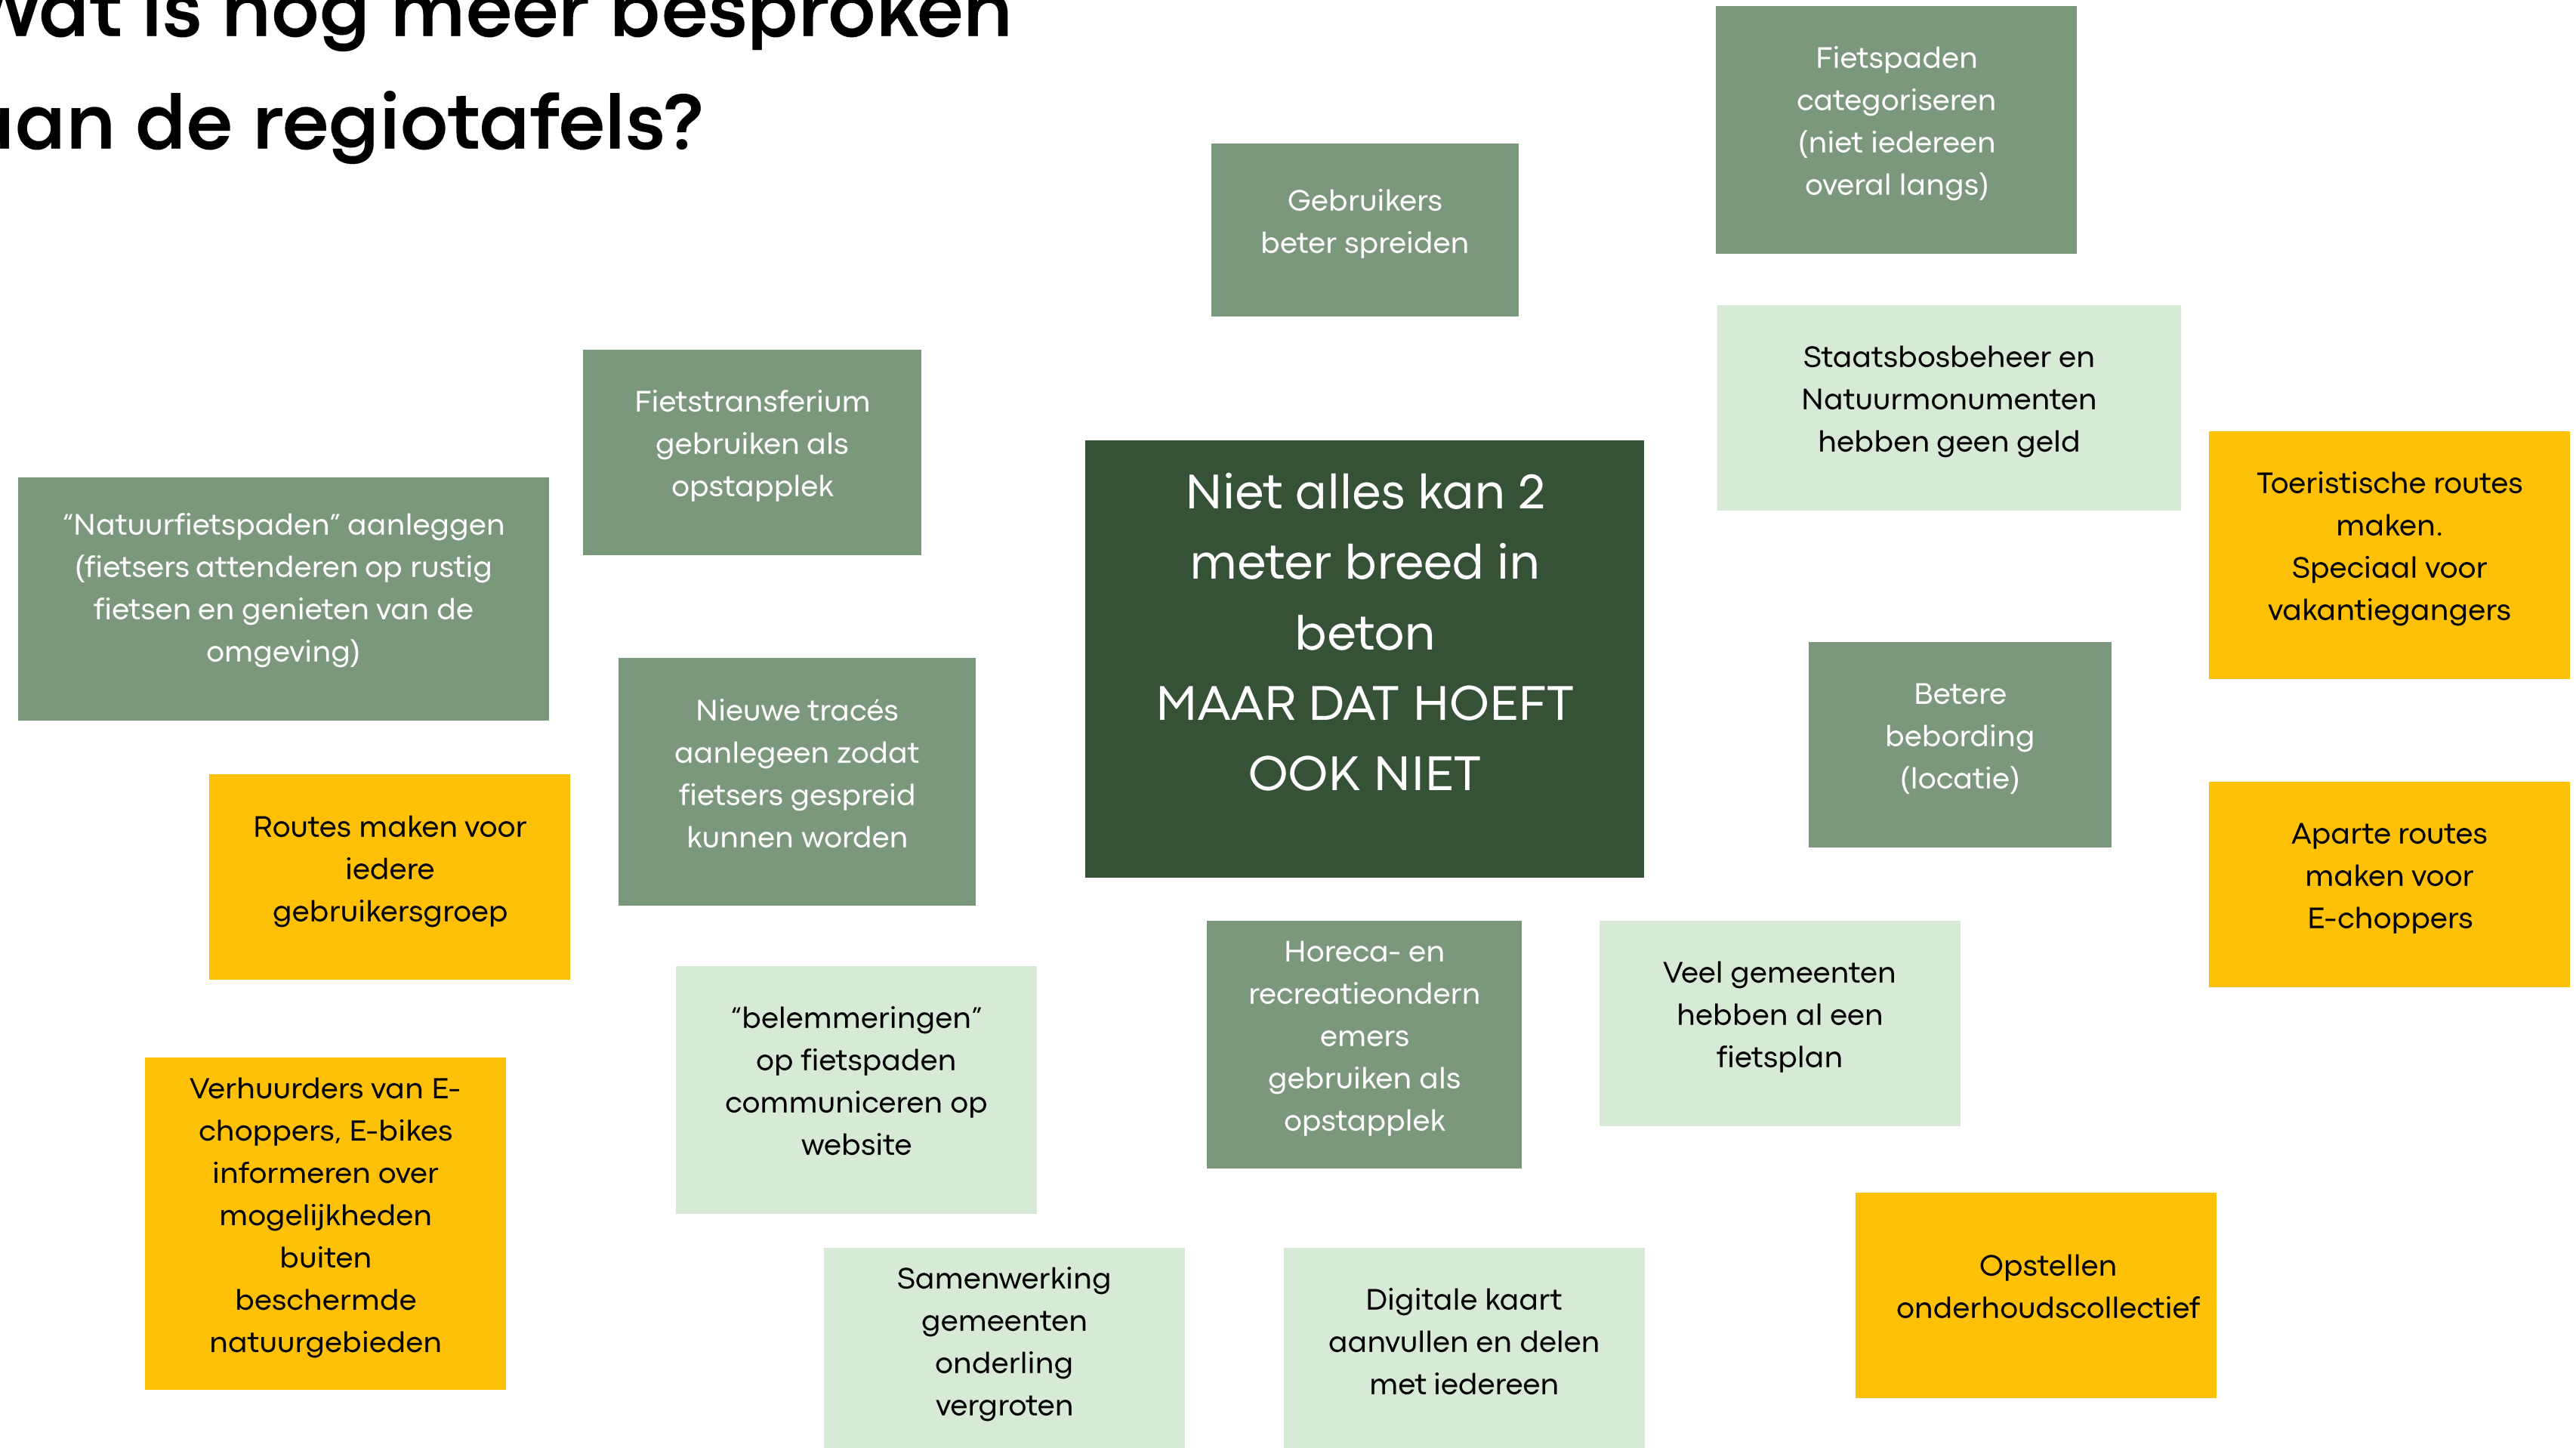 Wat is nog meer besproken
aan de regiotafels?
Fietspaden
categoriseren
(niet iedereen
overal langs)
Gebruikers
beter spreiden
Staatsbosbeheer en
Natuurmonumenten
hebben geen geld
Fietstransferium
gebruiken als
opstapplek
Toeristische routes
maken.
Speciaal voor
vakantiegangers
Niet alles kan 2
meter breed in
beton
MAAR DAT HOEFT
OOK NIET
“Natuurfietspaden” aanleggen
(fietsers attenderen op rustig
fietsen en genieten van de
omgeving)
Betere
bebording
(locatie)
Nieuwe tracés
aanlegeen zodat
fietsers gespreid
kunnen worden
Routes maken voor
iedere
gebruikersgroep
Aparte routes
maken voor
E-choppers
Horeca- en
recreatieondern
emers
gebruiken als
opstapplek
Veel gemeenten
hebben al een
fietsplan
“belemmeringen”
op fietspaden
communiceren op
website
Verhuurders van E-
choppers, E-bikes
informeren over
mogelijkheden
buiten
beschermde
natuurgebieden
Opstellen
onderhoudscollectief
Samenwerking
gemeenten
onderling
vergroten
Digitale kaart
aanvullen en delen
met iedereen